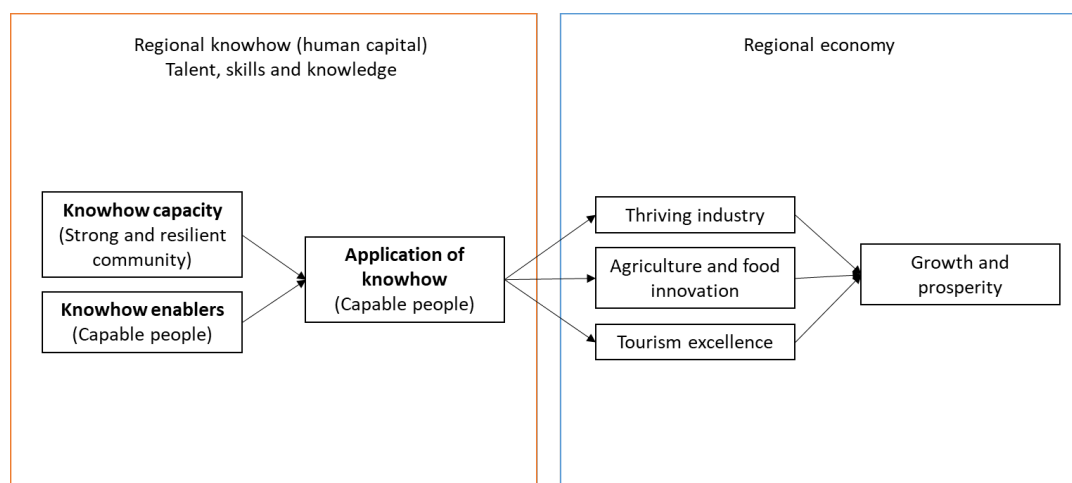 Regional knowhow (human capital)
Talent, skills and knowledge
Regional economy
Knowhow capacity
(Strong and resilient
community)
Knowhow enablers
(Capable people)
Application of
knowhow
(Capable people)
Thriving industry
Agriculture and food
innovation
Tourism excellence
Growth and
prosperity